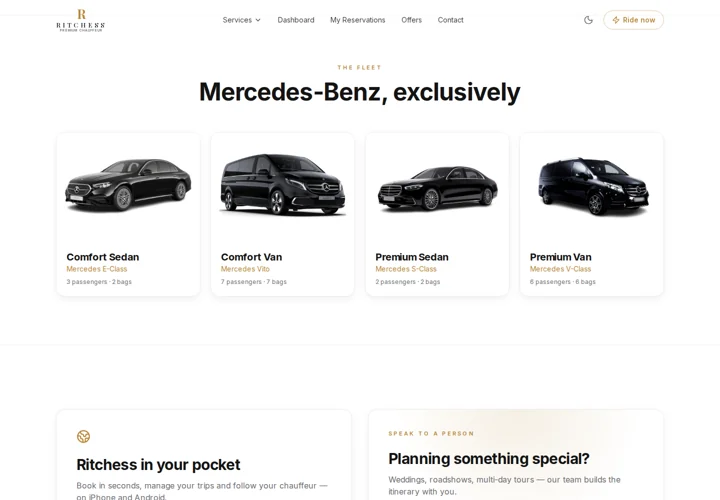 R
RITCHESS
PREMIUM CHAUFFEUR
Services
Dashboard
My Reservations
Offers
Contact
Ride now
THE FLEET
Mercedes-Benz, exclusively
Comfort Sedan
Mercedes E-Class
3 passengers · 2 bags
Comfort Van
Mercedes Vito
7 passengers · 7 bags
Premium Sedan
Mercedes S-Class
2 passengers · 2 bags
Premium Van
Mercedes V-Class
6 passengers · 6 bags
Ritchess in your pocket
Book in seconds, manage your trips and follow your chauffeur —
on iPhone and Android.
SPEAK TO A PERSON
Planning something special?
Weddings, roadshows, multi-day tours — our team builds the
itinerary with you.